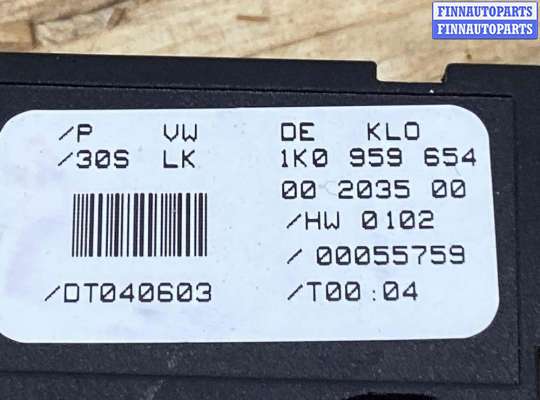 FINNAUTOPARTS
FINNAUTOPARTS
/P VW DE KLO
/30S LK 1K0 959 654
00 2035 00
/HW 0102
/ 00055759
/DT040603 /T00:04